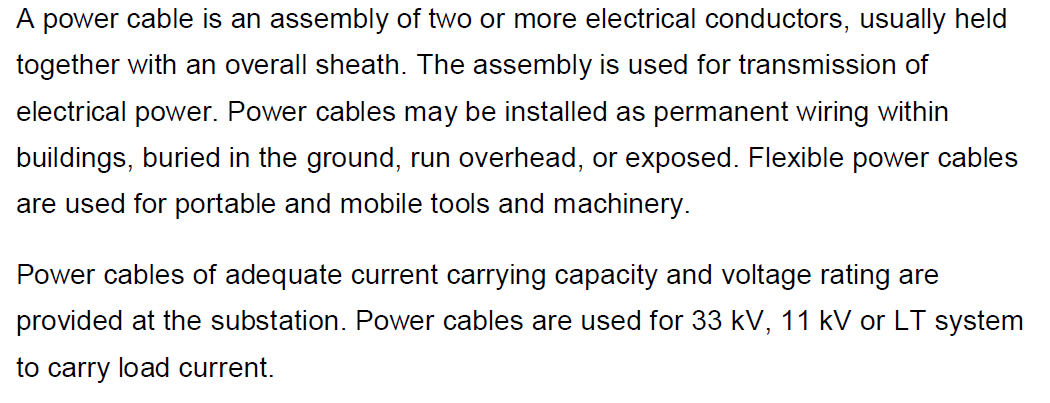 A power cable is an assembly of two or more electrical conductors, usually held
together with an overall sheath. The assembly is used for transmission of
electrical power. Power cables may be installed as permanent wiring within
buildings, buried in the ground, run overhead, or exposed. Flexible power cables
are used for portable and mobile tools and machinery.
Power cables of adequate current carrying capacity and voltage rating are
provided at the substation. Power cables are used for 33 kV, 11 kV or LT system
to carry load current.